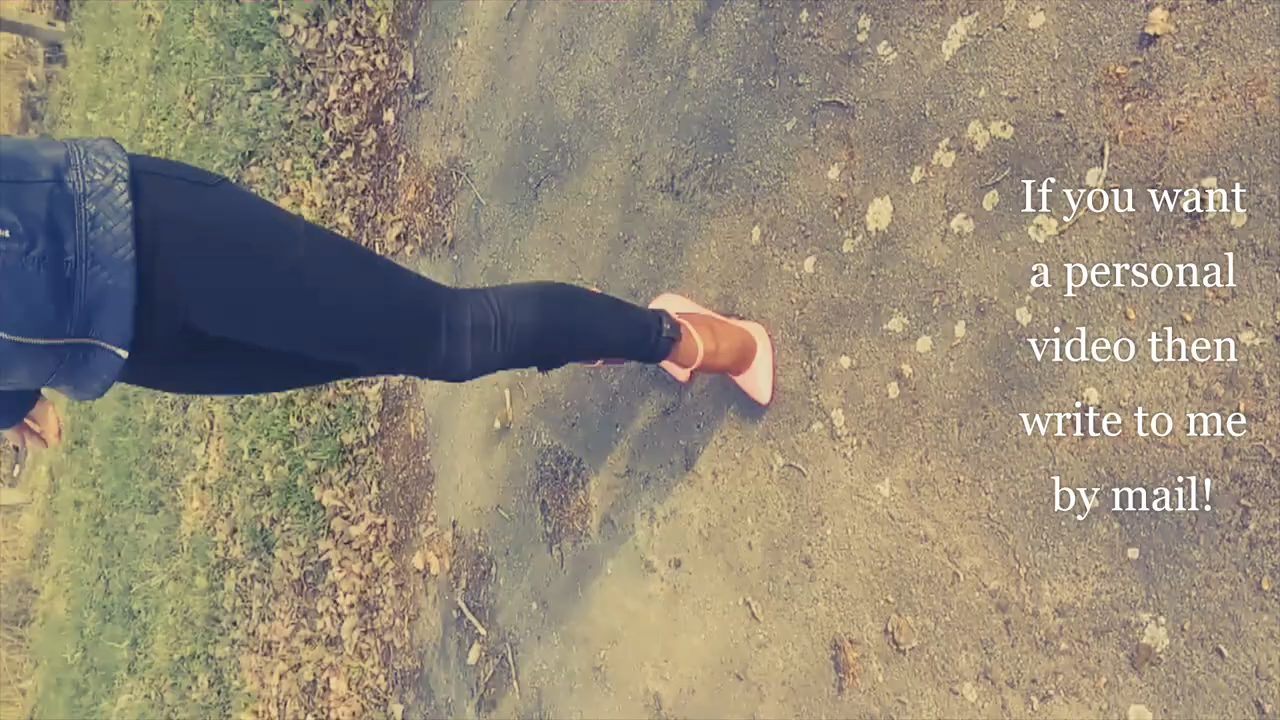 If you want
a personal
video then
write to me
by mail!